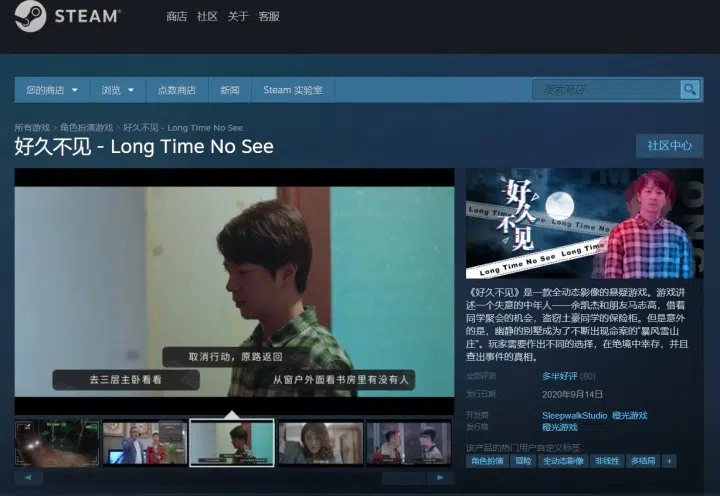 STEAM
商店 社区 关于 客服
您的商店 浏览 点数商店 新闻 Steam 实验室 搜索商店
所有游戏 > 角色扮演游戏 > 好久不见 - Long Time No See
好久不见 - Long Time No See
社区中心
取消行动，原路返回
去三层主卧看看
从窗户外面看书房里有没有人
好久不见
Long Time No See Long Time No See
Long Time No See Long Time
《好久不见》是一款全动态影像的悬疑游戏。游戏讲
述一个失意的中年人——余凯杰和朋友马志高，借着
同学聚会的机会，盗窃土豪同学的保险柜。但是意外
的是，幽静的别墅成为了不断出现命案的“暴风雪山
庄”。玩家需要作出不同的选择，在绝境中幸存，并且
查出事件的真相。
全部评测： 多半好评 (80)
发行日期： 2020年9月14日
开发商： SleepwalkStudio, 橙光游戏
发行商： 橙光游戏
该产品的热门用户自定义标签：
角色扮演 冒险 全动态影像 非线性 多结局 +